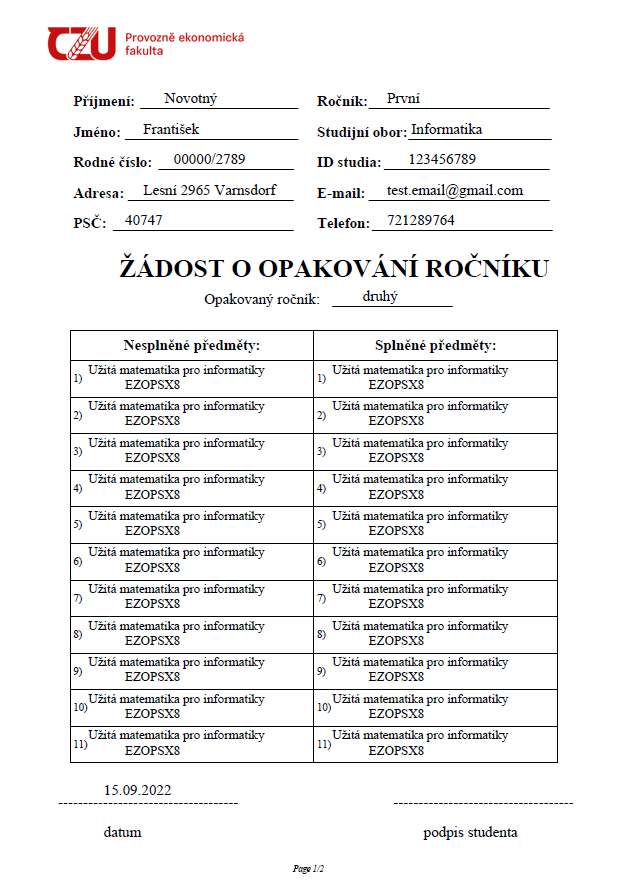 CZU Provozně ekonomická
fakulta
Příjmení: Novotný Ročník: První
Jméno: František Studijní obor: Informatika
Rodné číslo: 00000/2789 ID studia: 123456789
Adresa: Lesní 2965 Varnsdorf E-mail: test.email@gmail.com
PSČ: 40747 Telefon: 721289764
ŽÁDOST O OPAKOVÁNÍ ROČNÍKU
Opakovaný ročník: druhý
Nesplněné předměty: Splněné předměty:
1) Užitá matematika pro informatiky 1) Užitá matematika pro informatiky
EZOPSX8 EZOPSX8
2) Užitá matematika pro informatiky 2) Užitá matematika pro informatiky
EZOPSX8 EZOPSX8
3) Užitá matematika pro informatiky 3) Užitá matematika pro informatiky
EZOPSX8 EZOPSX8
4) Užitá matematika pro informatiky 4) Užitá matematika pro informatiky
EZOPSX8 EZOPSX8
5) Užitá matematika pro informatiky 5) Užitá matematika pro informatiky
EZOPSX8 EZOPSX8
6) Užitá matematika pro informatiky 6) Užitá matematika pro informatiky
EZOPSX8 EZOPSX8
7) Užitá matematika pro informatiky 7) Užitá matematika pro informatiky
EZOPSX8 EZOPSX8
8) Užitá matematika pro informatiky 8) Užitá matematika pro informatiky
EZOPSX8 EZOPSX8
9) Užitá matematika pro informatiky 9) Užitá matematika pro informatiky
EZOPSX8 EZOPSX8
10) Užitá matematika pro informatiky 10) Užitá matematika pro informatiky
EZOPSX8 EZOPSX8
11) Užitá matematika pro informatiky 11) Užitá matematika pro informatiky
EZOPSX8 EZOPSX8
15.09.2022
datum podpis studenta
Page 1/2